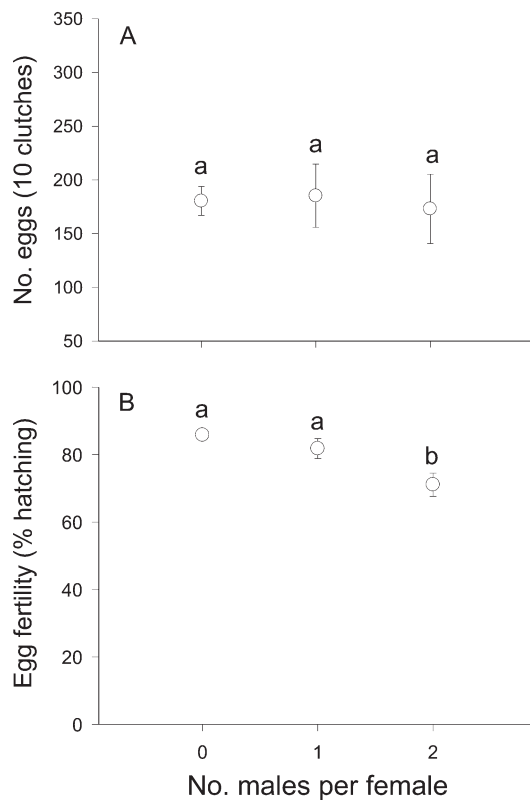 A
350
300
250
200
150
100
50
No. eggs (10 clutches)
a
a
a
B
100
80
60
40
20
0
Egg fertility (% hatching)
a
a
b
0
1
2
No. males per female